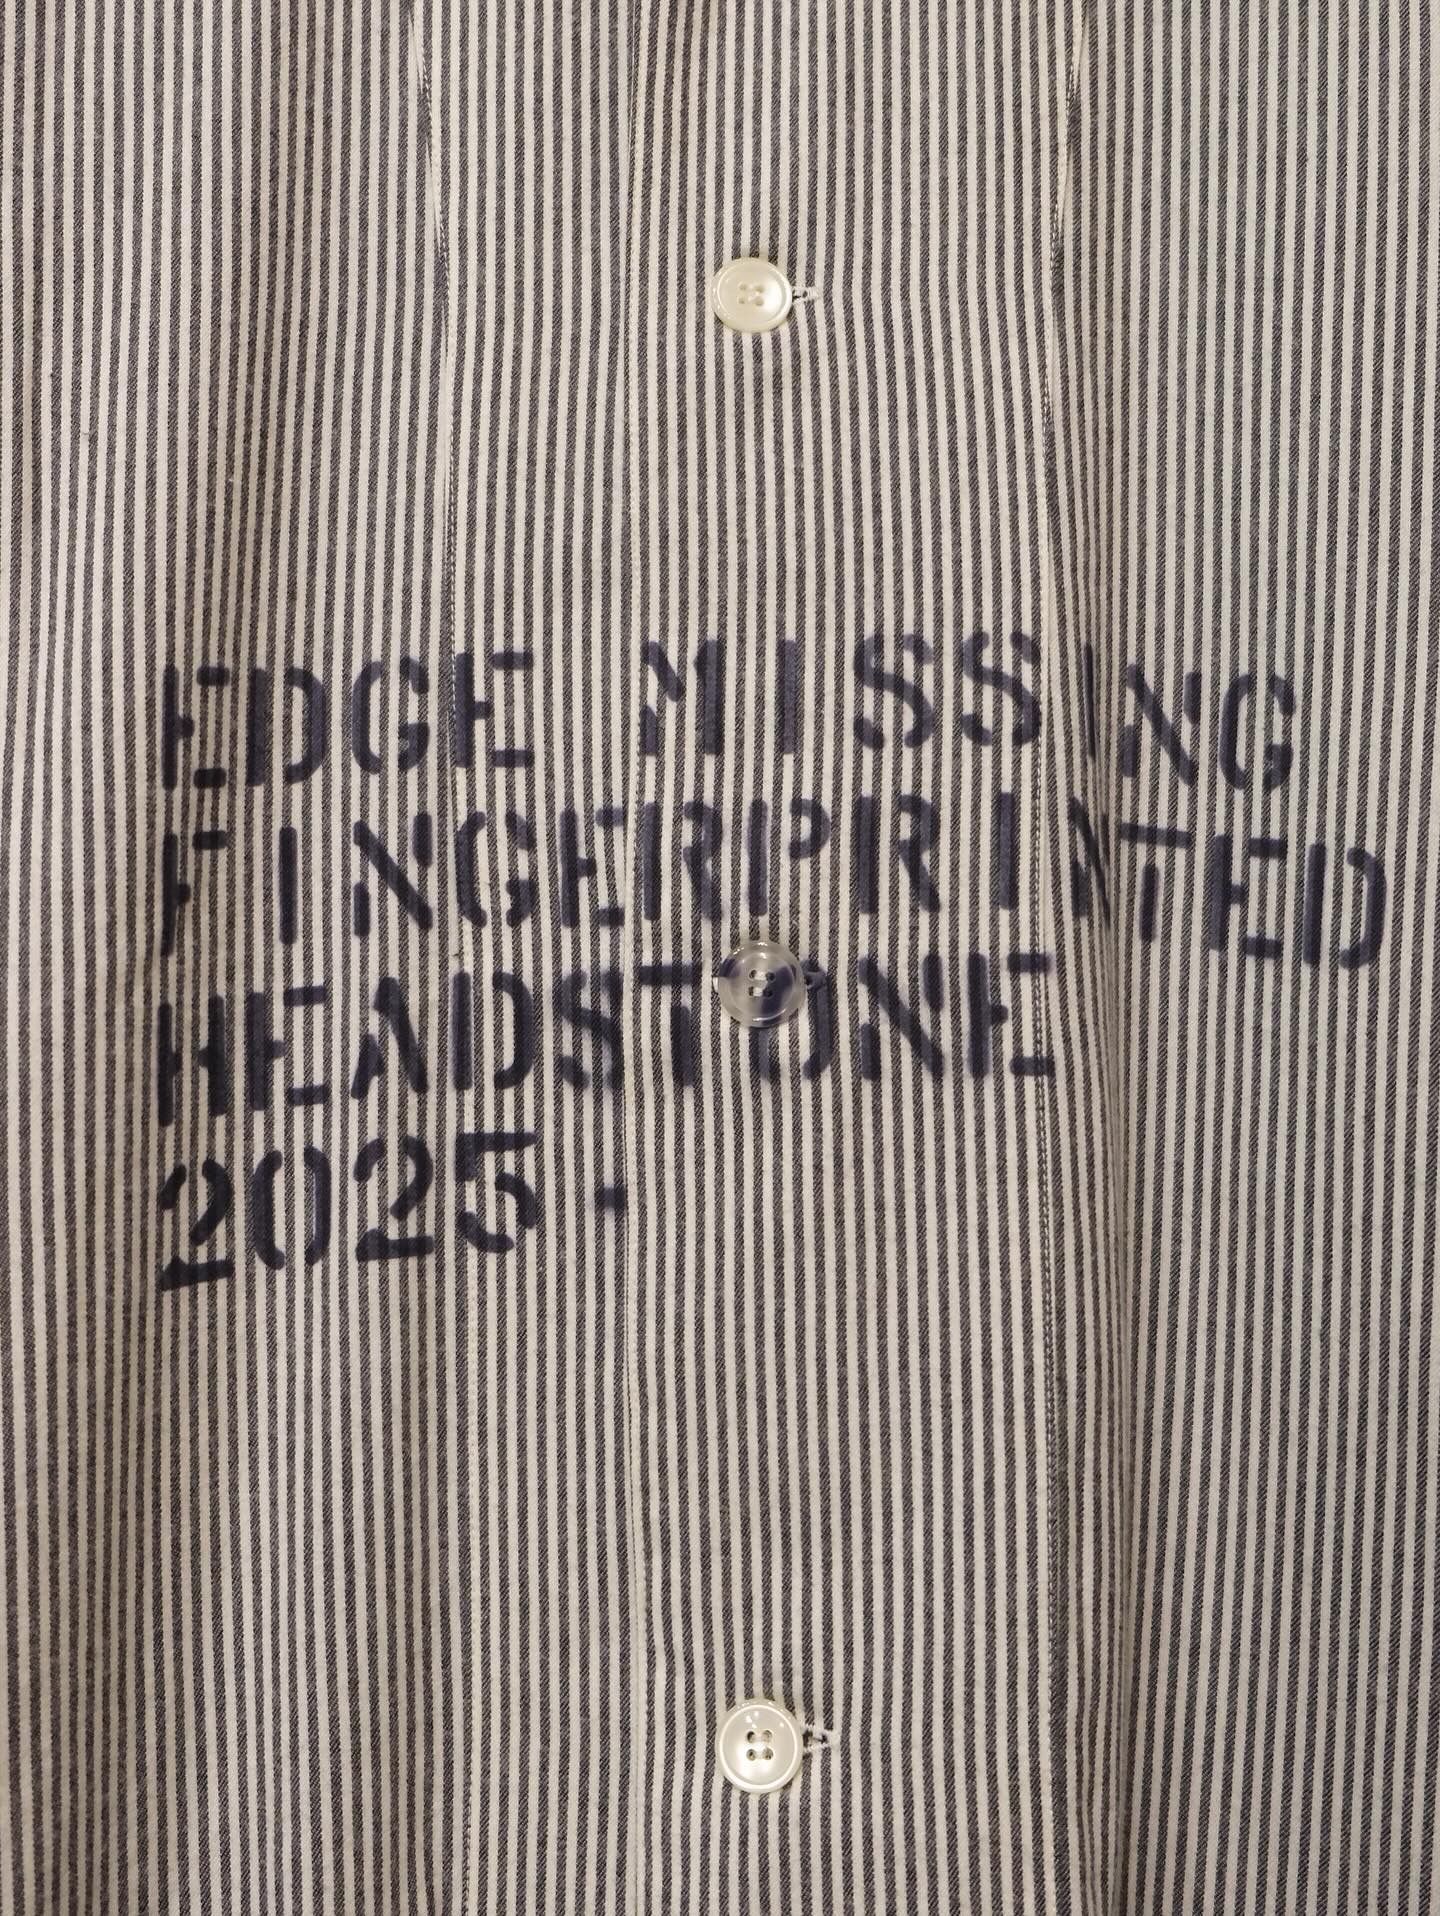 EDGE MISSING
FINGERPRINTED
HEADSTONE
2025 -